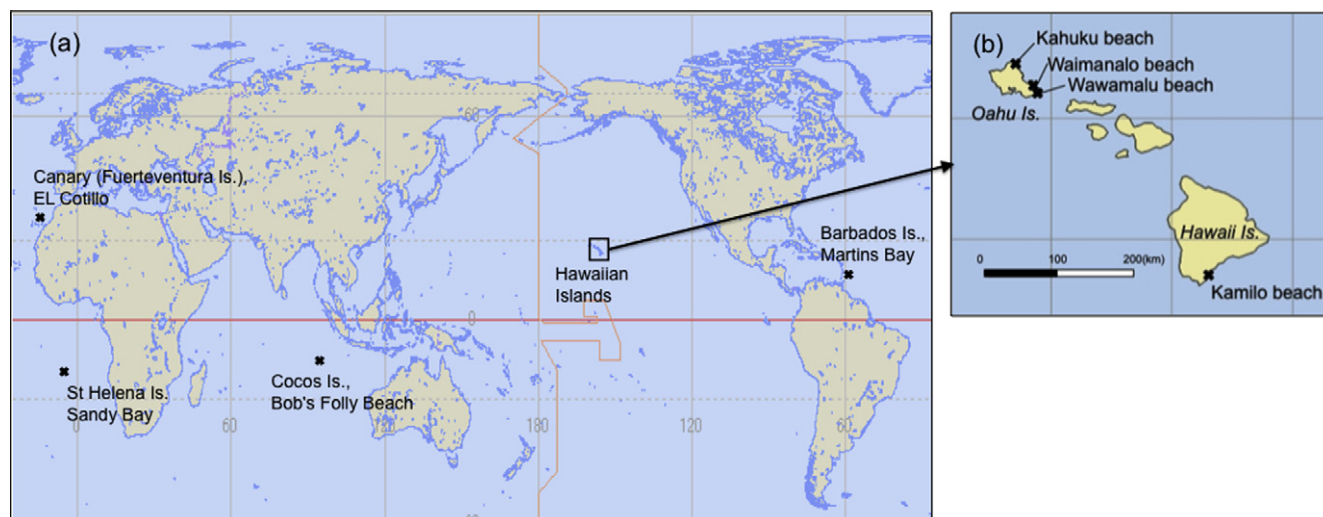 (a)
60
Canary (Fuerteventura Is.),
EL Cotillo
Barbados Is.,
Martins Bay
Hawaiian
Islands
0
St Helena Is.
Sandy Bay
Cocos Is.,
Bob's Folly Beach
0
60
120
180
120
60
(b)
Kahuku beach
Waimanalo beach
Wawamalu beach
Oahu Is.
Hawaii Is.
0
100
200(km)
Kamilo beach